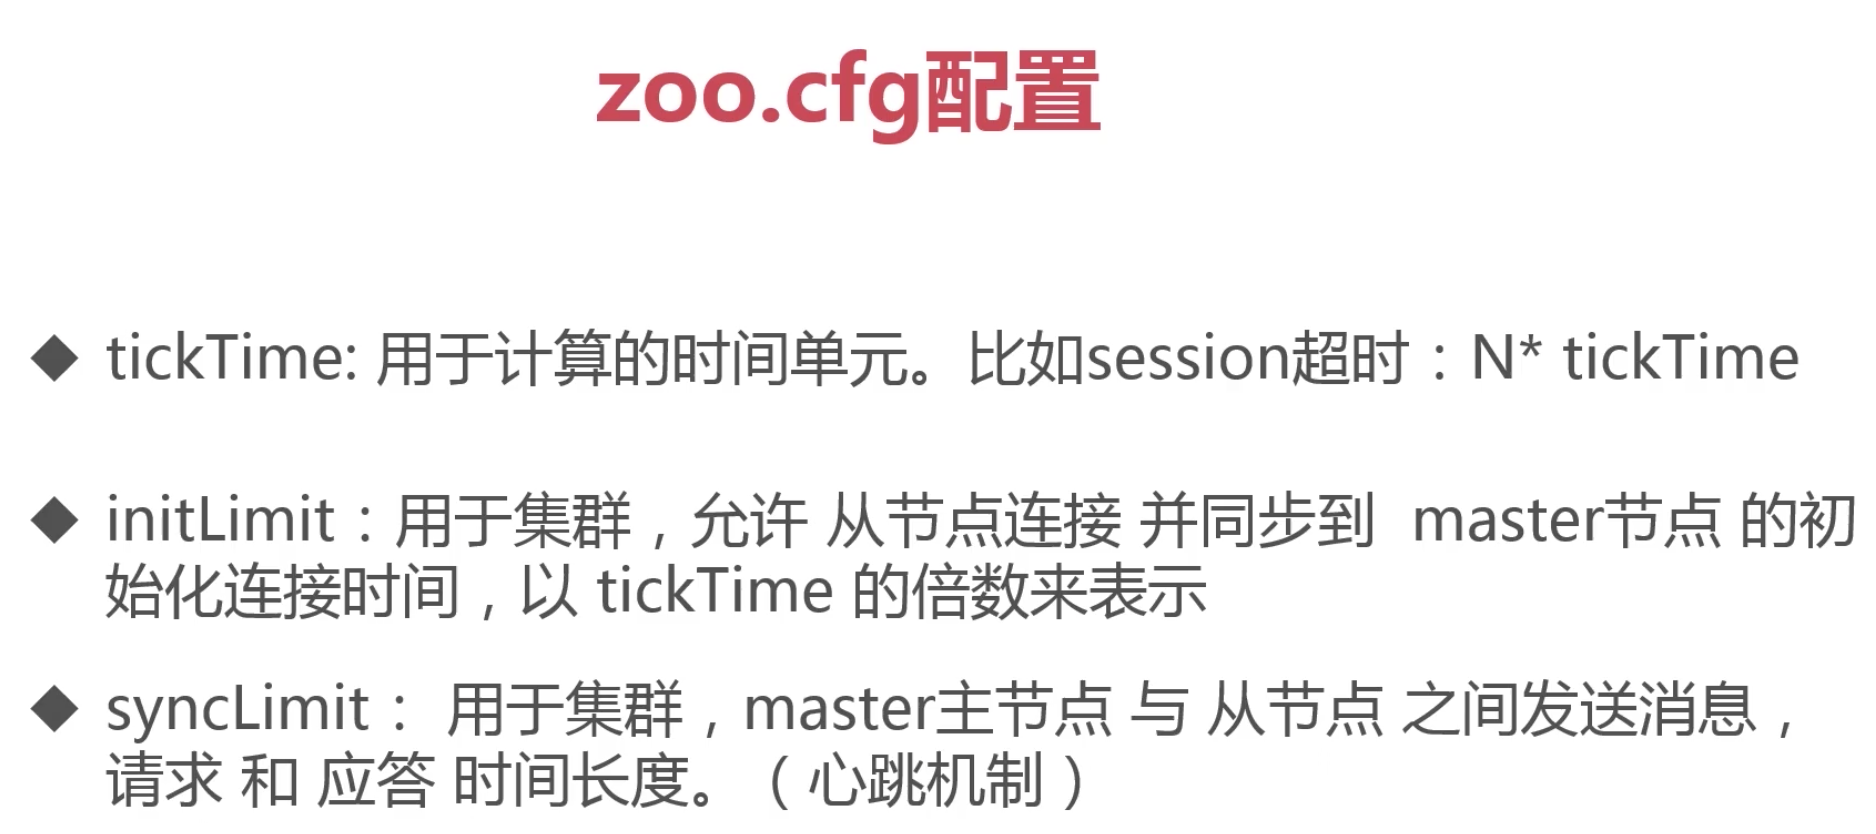 zoo.cfg配置
◆ tickTime: 用于计算的时间单元。比如session超时：N* tickTime
◆ initLimit：用于集群，允许 从节点连接 并同步到 master节点 的初
始化连接时间，以 tickTime 的倍数来表示
◆ syncLimit： 用于集群，master主节点 与 从节点 之间发送消息，
请求 和 应答 时间长度。（心跳机制）